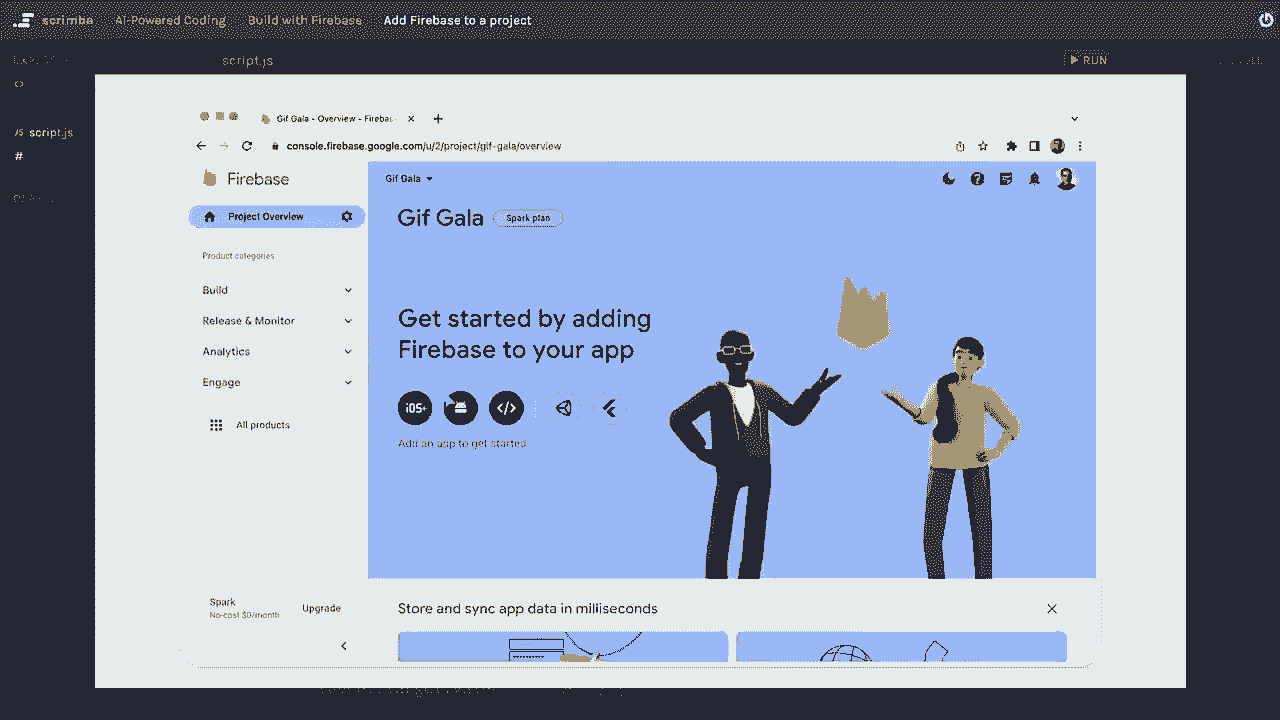 scrimba AI-Powered Coding Build with Firebase Add Firebase to a project
script.js RUN
JS script.js
#
Gif Gala - Overview - Firebas
console.firebase.google.com/u/2/project/gif-gala/overview
Firebase
Gif Gala
Project Overview
Gif Gala Spark plan
Product categories
Build
Release & Monitor
Analytics
Engage
All products
Get started by adding
Firebase to your app
iOS+
Add an app to get started
Spark
No-cost $0/month
Upgrade
Store and sync app data in milliseconds